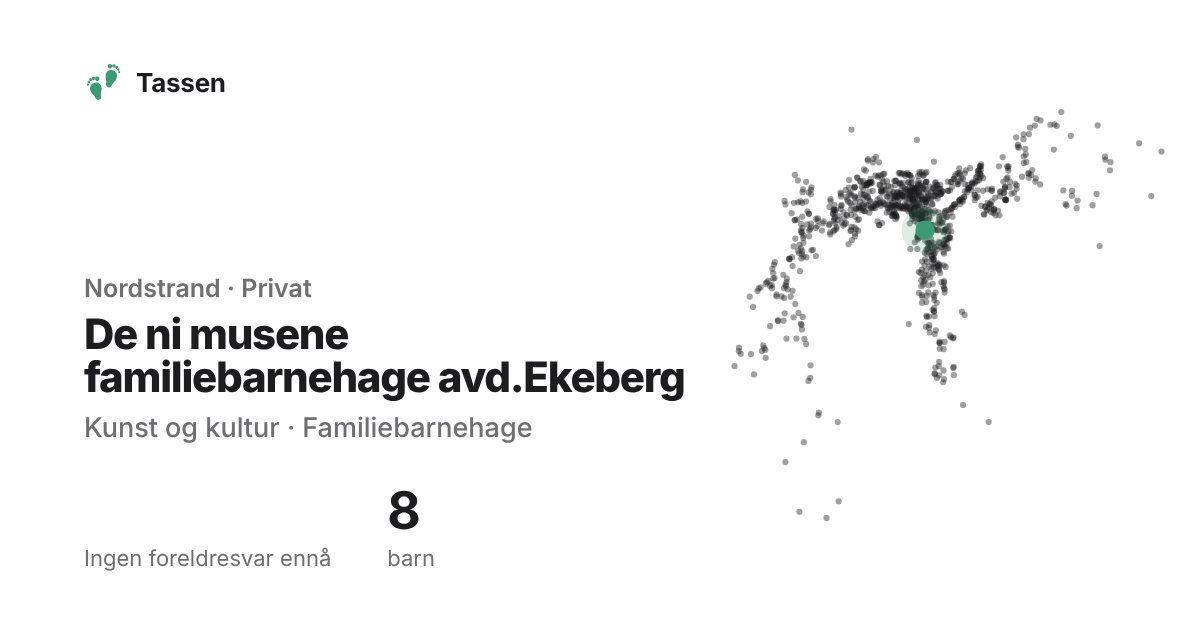 Tassen
Nordstrand · Privat
De ni musene
familiebarnehage avd.Ekeberg
Kunst og kultur · Familiebarnehage
8
Ingen foreldresvar ennå
barn